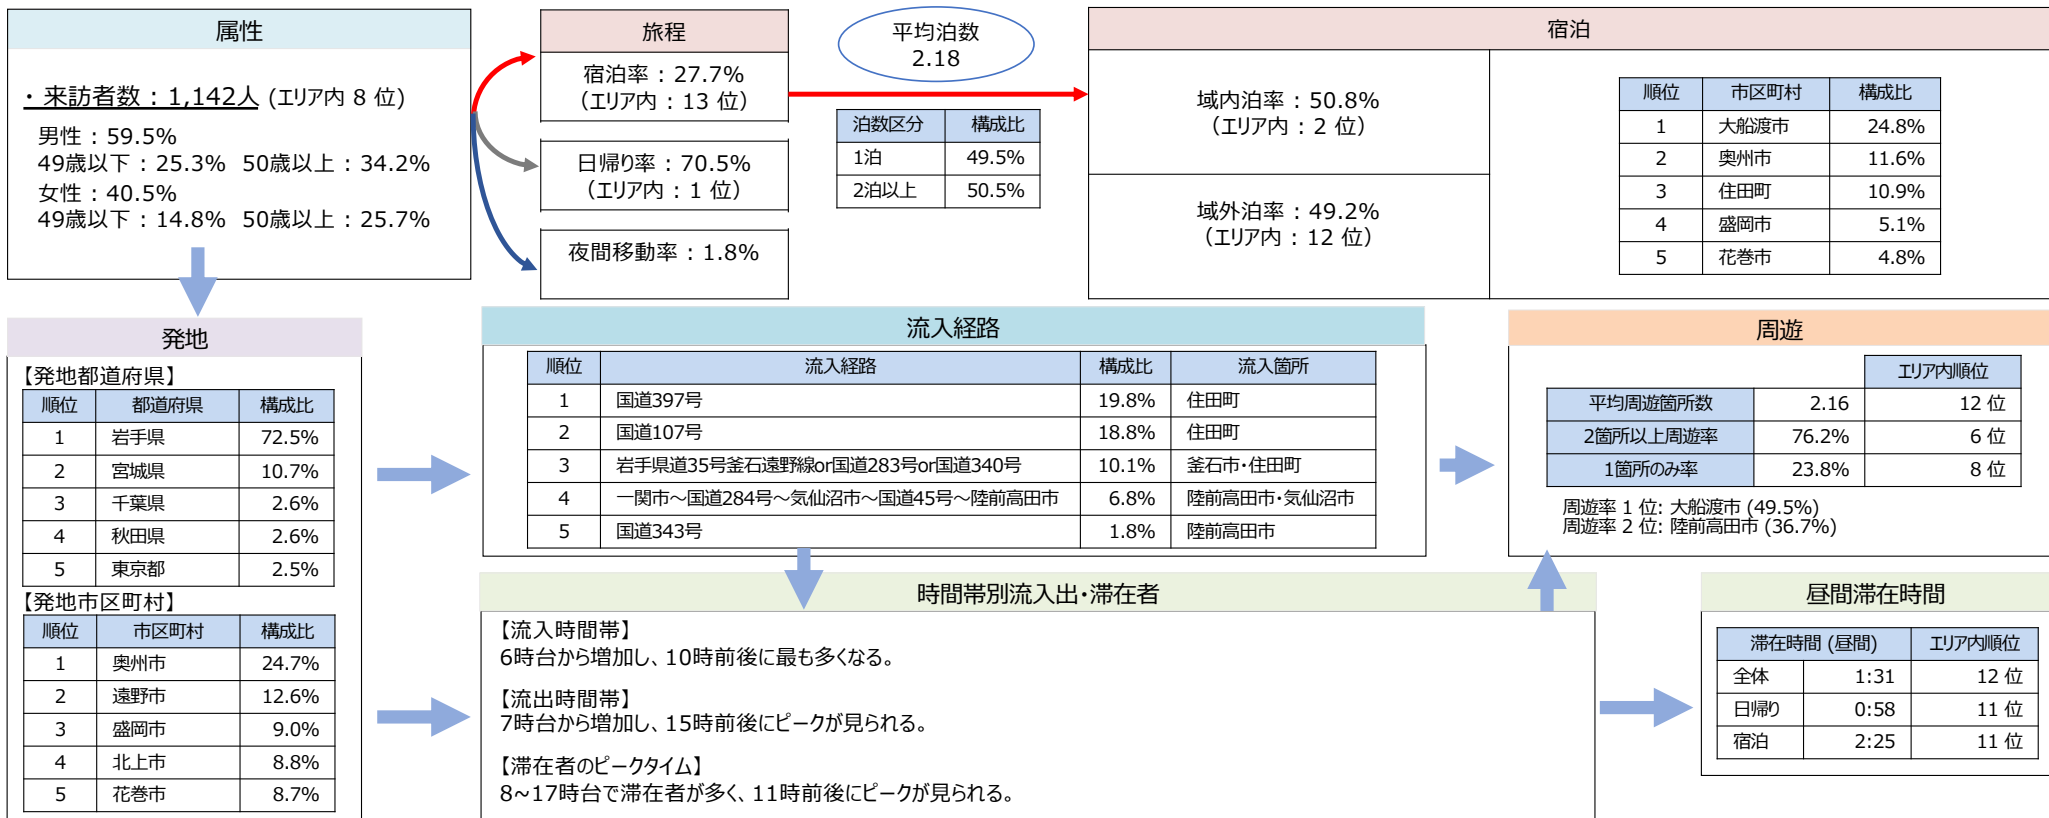 属性
・来訪者数：1,142人 (エリア内 8 位)
男性：59.5%
49歳以下：25.3% 50歳以上：34.2%
女性：40.5%
49歳以下：14.8% 50歳以上：25.7%
旅程
宿泊率：27.7%
(エリア内：13 位)
日帰り率：70.5%
(エリア内：1 位)
夜間移動率：1.8%
平均泊数
2.18
泊数区分 構成比
1泊 49.5%
2泊以上 50.5%
宿泊
域内泊率：50.8%
(エリア内：2 位)
域外泊率：49.2%
(エリア内：12 位)
順位 市区町村 構成比
1 大船渡市 24.8%
2 奥州市 11.6%
3 住田町 10.9%
4 盛岡市 5.1%
5 花巻市 4.8%
発地
【発地都道府県】
順位 都道府県 構成比
1 岩手県 72.5%
2 宮城県 10.7%
3 千葉県 2.6%
4 秋田県 2.6%
5 東京都 2.5%
【発地市区町村】
順位 市区町村 構成比
1 奥州市 24.7%
2 遠野市 12.6%
3 盛岡市 9.0%
4 北上市 8.8%
5 花巻市 8.7%
流入経路
順位 流入経路 構成比 流入箇所
1 国道397号 19.8% 住田町
2 国道107号 18.8% 住田町
3 岩手県道35号釜石遠野線or国道283号or国道340号 10.1% 釜石市・住田町
4 一関市～国道284号～気仙沼市～国道45号～陸前高田市 6.8% 陸前高田市・気仙沼市
5 国道343号 1.8% 陸前高田市
周遊
エリア内順位
平均周遊箇所数 2.16 12 位
2箇所以上周遊率 76.2% 6 位
1箇所のみ率 23.8% 8 位
周遊率 1 位: 大船渡市 (49.5%)
周遊率 2 位: 陸前高田市 (36.7%)
時間帯別流入出・滞在者
【流入時間帯】
6時台から増加し、10時前後に最も多くなる。
【流出時間帯】
7時台から増加し、15時前後にピークが見られる。
【滞在者のピークタイム】
8~17時台で滞在者が多く、11時前後にピークが見られる。
昼間滞在時間
滞在時間 (昼間) エリア内順位
全体 1:31 12 位
日帰り 0:58 11 位
宿泊 2:25 11 位